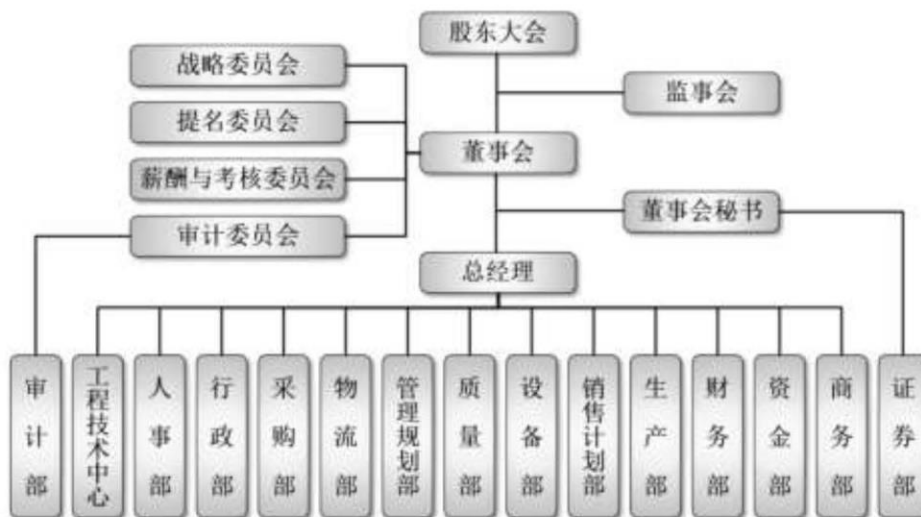 股东大会
战略委员会
监事会
提名委员会
董事会
薪酬与考核委员会
董事会秘书
审计委员会
总经理
审计部
工程技术中心
人事部
行政部
采购部
物流部
管理规划部
质量部
设备部
销售计划部
生产部
财务部
资金部
商务部
证券部